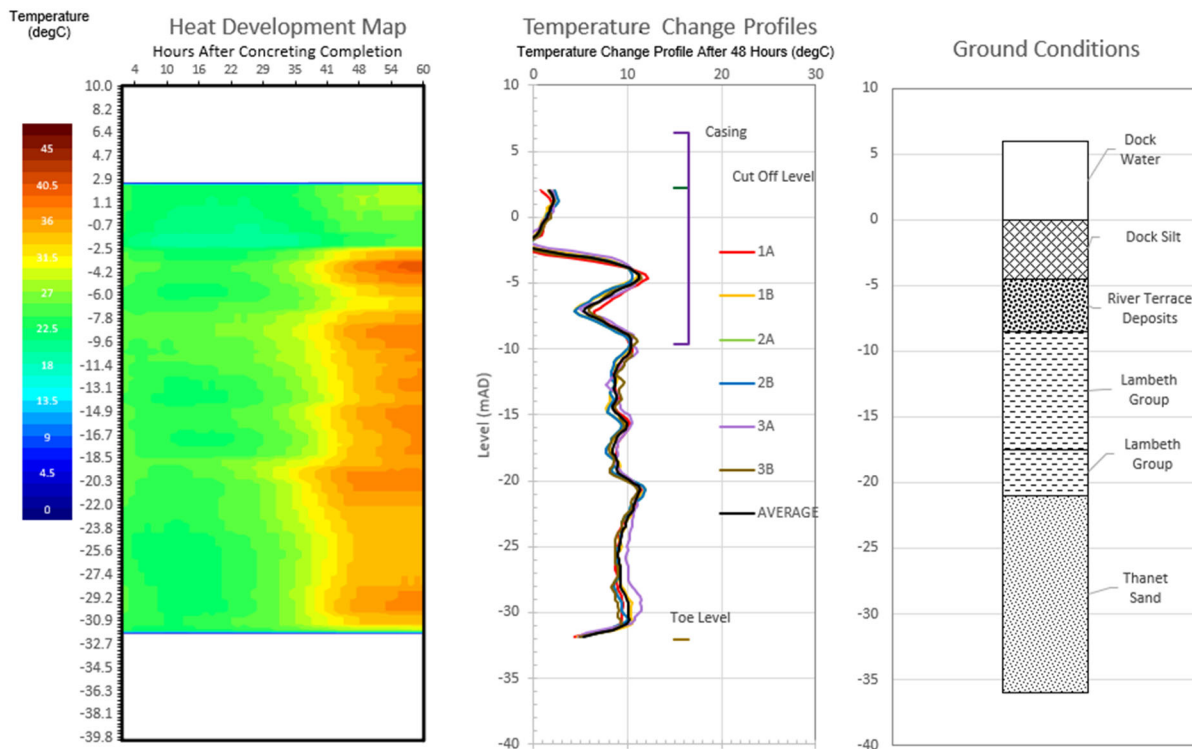 Temperature
(degC)
Heat Development Map
Hours After Concreting Completion
4 10 16 22 29 35 41 48 54 60
10.0
8.2
6.4
4.7
2.9
1.1
-0.7
-2.5
-4.2
-6.0
-7.8
-9.6
-11.4
-13.1
-14.9
-16.7
-18.5
-20.3
-22.0
-23.8
-25.6
-27.4
-29.2
-30.9
-32.7
-34.5
-36.3
-38.1
-39.8
45
40.5
36
31.5
27
22.5
18
13.5
9
4.5
0
Temperature Change Profiles
Temperature Change Profile After 48 Hours (degC)
0 10 20 30
10
5
0
-5
-10
-15
-20
-25
-30
-35
-40
Level (mAD)
Casing
Cut Off Level
1A
1B
2A
2B
3A
3B
AVERAGE
Toe Level
Ground Conditions
10
5
0
-5
-10
-15
-20
-25
-30
-35
-40
Dock
Water
Dock Silt
River Terrace
Deposits
Lambeth
Group
Lambeth
Group
Thanet
Sand